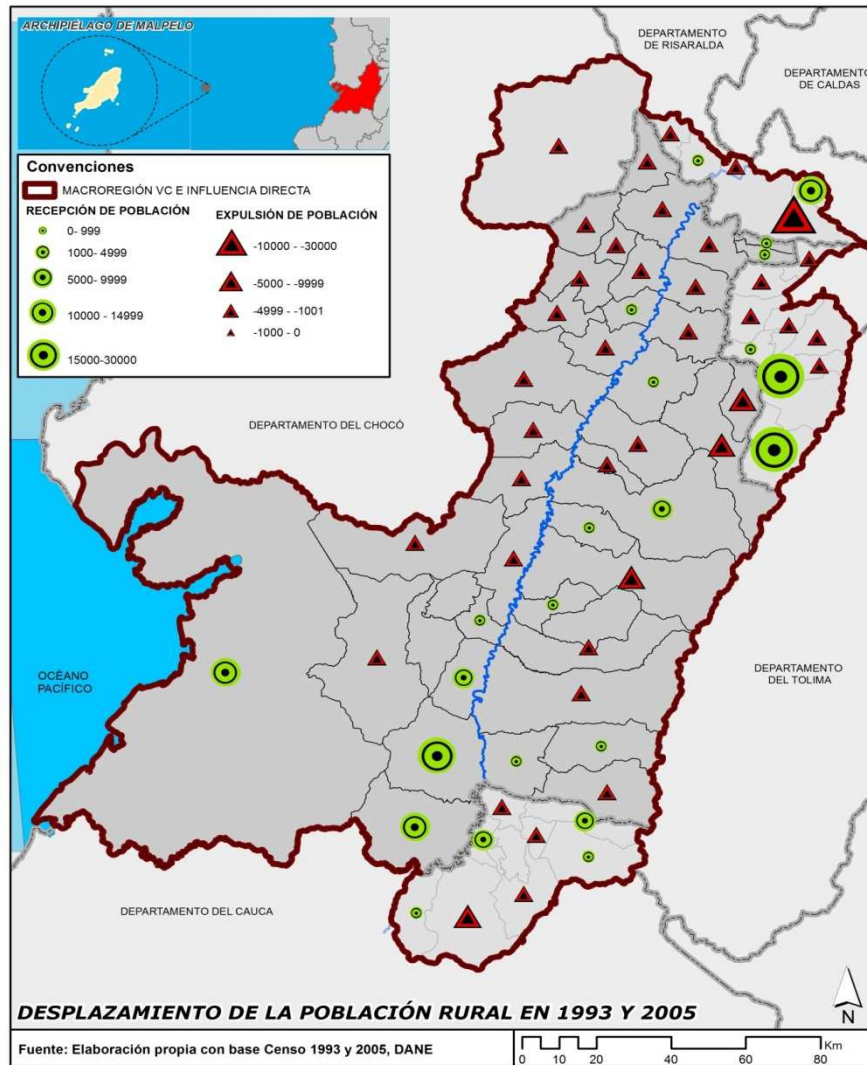 ARCHIPIÉLAGO DE MALPELO
DEPARTAMENTO
DE RISARALDA
DEPARTAMENTO
DE CALDAS
Convenciones
MACROREGIÓN VC E INFLUENCIA DIRECTA
RECEPCIÓN DE POBLACIÓN
0- 999
1000- 4999
5000- 9999
10000 - 14999
15000-30000
EXPULSIÓN DE POBLACIÓN
-10000 - -30000
-5000 - -9999
-4999 - -1001
-1000 - 0
DEPARTAMENTO DEL CHOCÓ
OCÉANO
PACÍFICO
DEPARTAMENTO
DEL TOLIMA
DEPARTAMENTO DEL CAUCA
N
DESPLAZAMIENTO DE LA POBLACIÓN RURAL EN 1993 Y 2005
Fuente: Elaboración propia con base Censo 1993 y 2005, DANE
Km
0 10 20 40 60 80